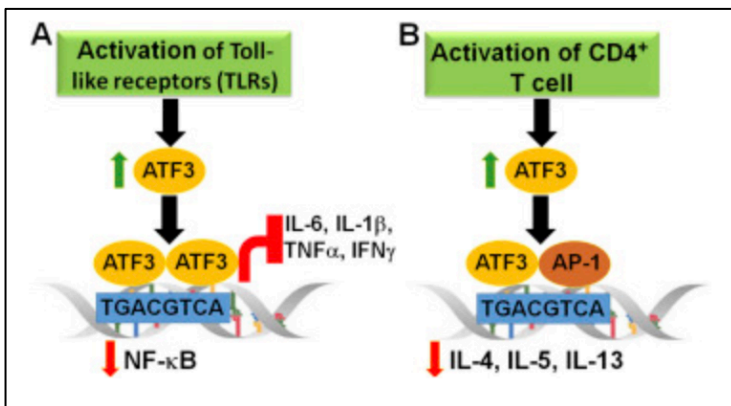 A
Activation of Toll-
like receptors (TLRs)
ATF3
ATF3 ATF3
IL-6, IL-1β,
TNFα, IFNγ
TGACGTCA
NF-κB
B
Activation of CD4⁺
T cell
ATF3
ATF3 AP-1
TGACGTCA
IL-4, IL-5, IL-13